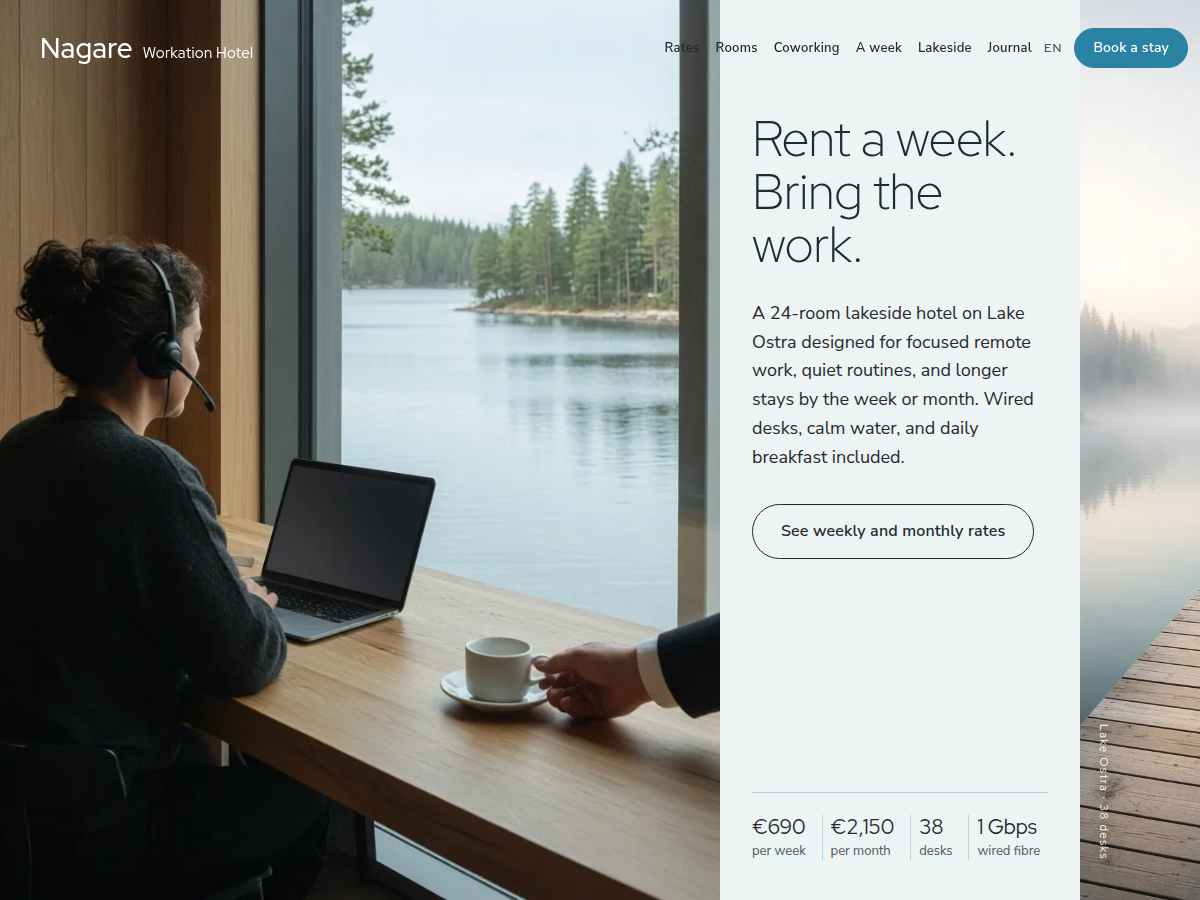 Nagare Workation Hotel
Rates Rooms Coworking A week Lakeside Journal EN Book a stay
Rent a week.
Bring the
work.
A 24-room lakeside hotel on Lake
Ostra designed for focused remote
work, quiet routines, and longer
stays by the week or month. Wired
desks, calm water, and daily
breakfast included.
See weekly and monthly rates
€690 €2,150 38 1 Gbps
per week per month desks wired fibre
Lake Ostra · 38 desks